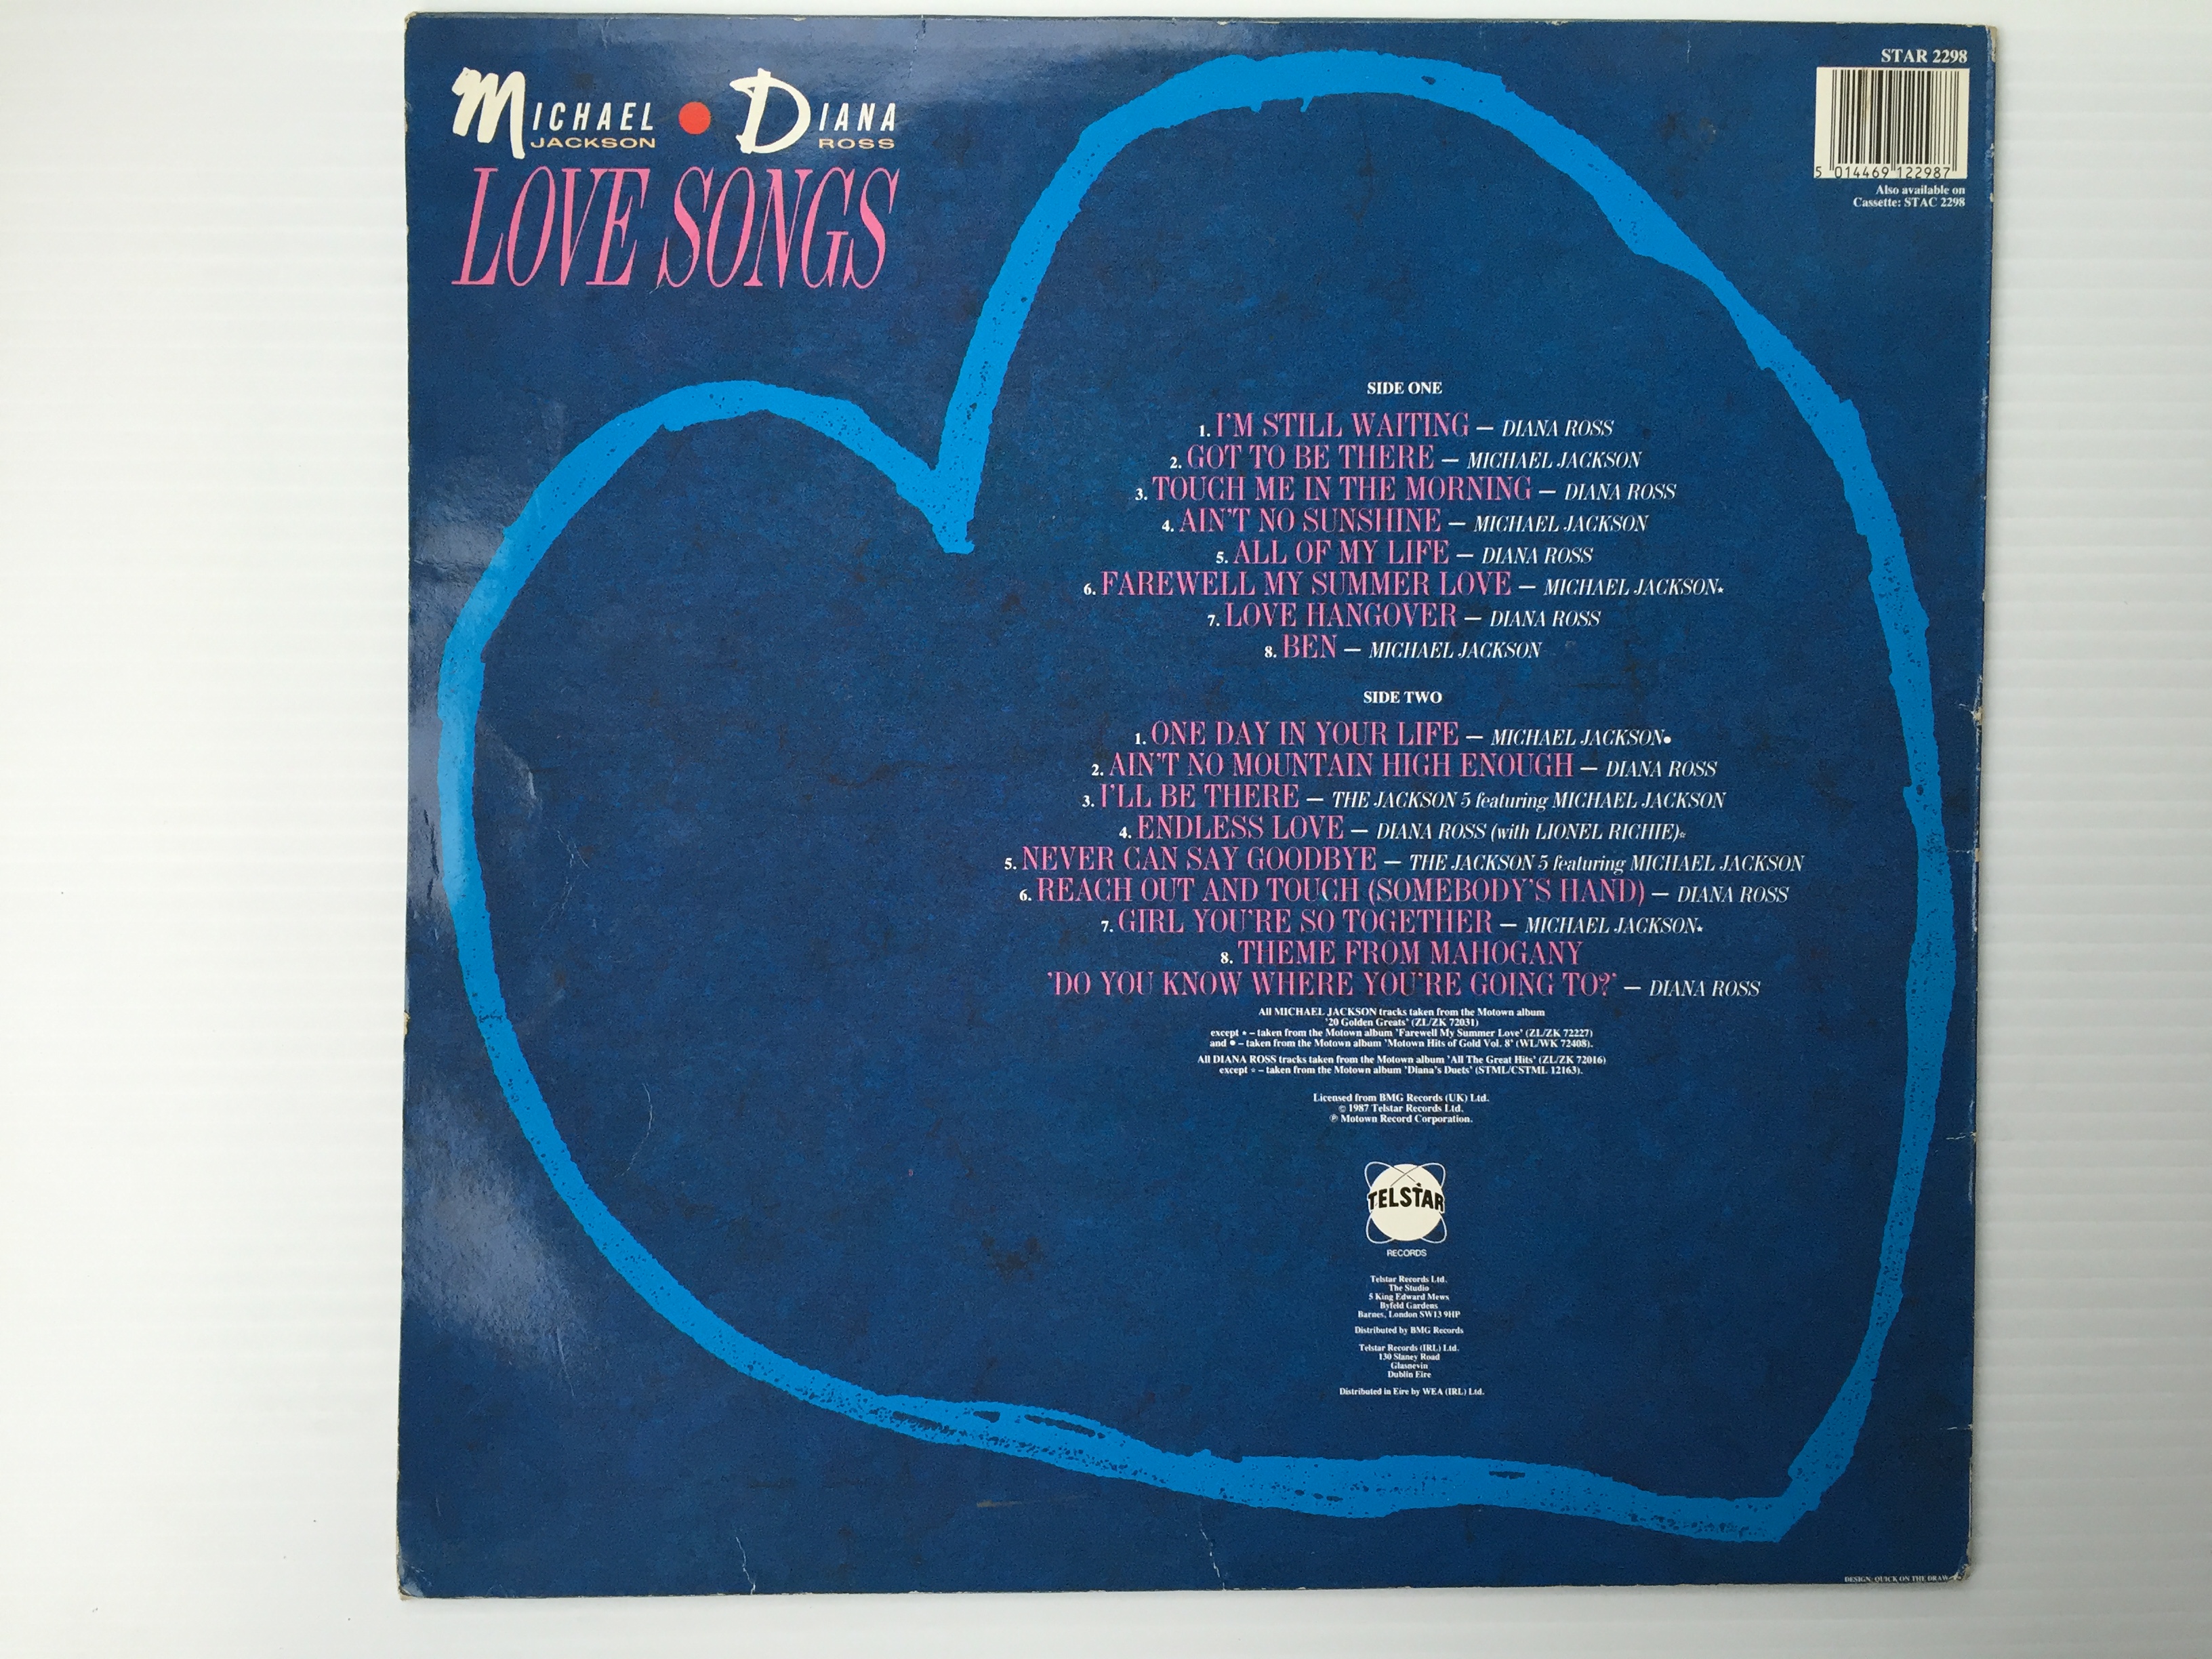 MICHAEL JACKSON • DIANA ROSS
LOVE SONGS
STAR 2298
5 014469 122987
Also available on
Cassette: STAC 2298
SIDE ONE
1. I'M STILL WAITING — DIANA ROSS
2. GOT TO BE THERE — MICHAEL JACKSON
3. TOUCH ME IN THE MORNING — DIANA ROSS
4. AIN'T NO SUNSHINE — MICHAEL JACKSON
5. ALL OF MY LIFE — DIANA ROSS
6. FAREWELL MY SUMMER LOVE — MICHAEL JACKSON⋆
7. LOVE HANGOVER — DIANA ROSS
8. BEN — MICHAEL JACKSON
SIDE TWO
1. ONE DAY IN YOUR LIFE — MICHAEL JACKSON●
2. AIN'T NO MOUNTAIN HIGH ENOUGH — DIANA ROSS
3. I'LL BE THERE — THE JACKSON 5 featuring MICHAEL JACKSON
4. ENDLESS LOVE — DIANA ROSS (with LIONEL RICHIE)☆
5. NEVER CAN SAY GOODBYE — THE JACKSON 5 featuring MICHAEL JACKSON
6. REACH OUT AND TOUCH (SOMEBODY'S HAND) — DIANA ROSS
7. GIRL YOU'RE SO TOGETHER — MICHAEL JACKSON⋆
8. THEME FROM MAHOGANY
'DO YOU KNOW WHERE YOU'RE GOING TO?' — DIANA ROSS
All MICHAEL JACKSON tracks taken from the Motown album
'20 Golden Greats' (ZL/ZK 72031)
except ⋆ – taken from the Motown album 'Farewell My Summer Love' (ZL/ZK 72227)
and ● – taken from the Motown album 'Motown Hits of Gold Vol. 8' (WL/WK 72408).
All DIANA ROSS tracks taken from the Motown album 'All The Great Hits' (ZL/ZK 72016)
except ☆ – taken from the Motown album 'Diana's Duets' (STML/CSTML 12163).
Licensed from BMG Records (UK) Ltd.
© 1987 Telstar Records Ltd.
℗ Motown Record Corporation.
TELSTAR
RECORDS
Telstar Records Ltd.
The Studio
5 King Edward Mews
Byfeld Gardens
Barnes, London SW13 9HP
Distributed by BMG Records
Telstar Records (IRL) Ltd.
130 Slaney Road
Glasnevin
Dublin Eire
Distributed in Eire by WEA (IRL) Ltd.
DESIGN: QUICK ON THE DRAW